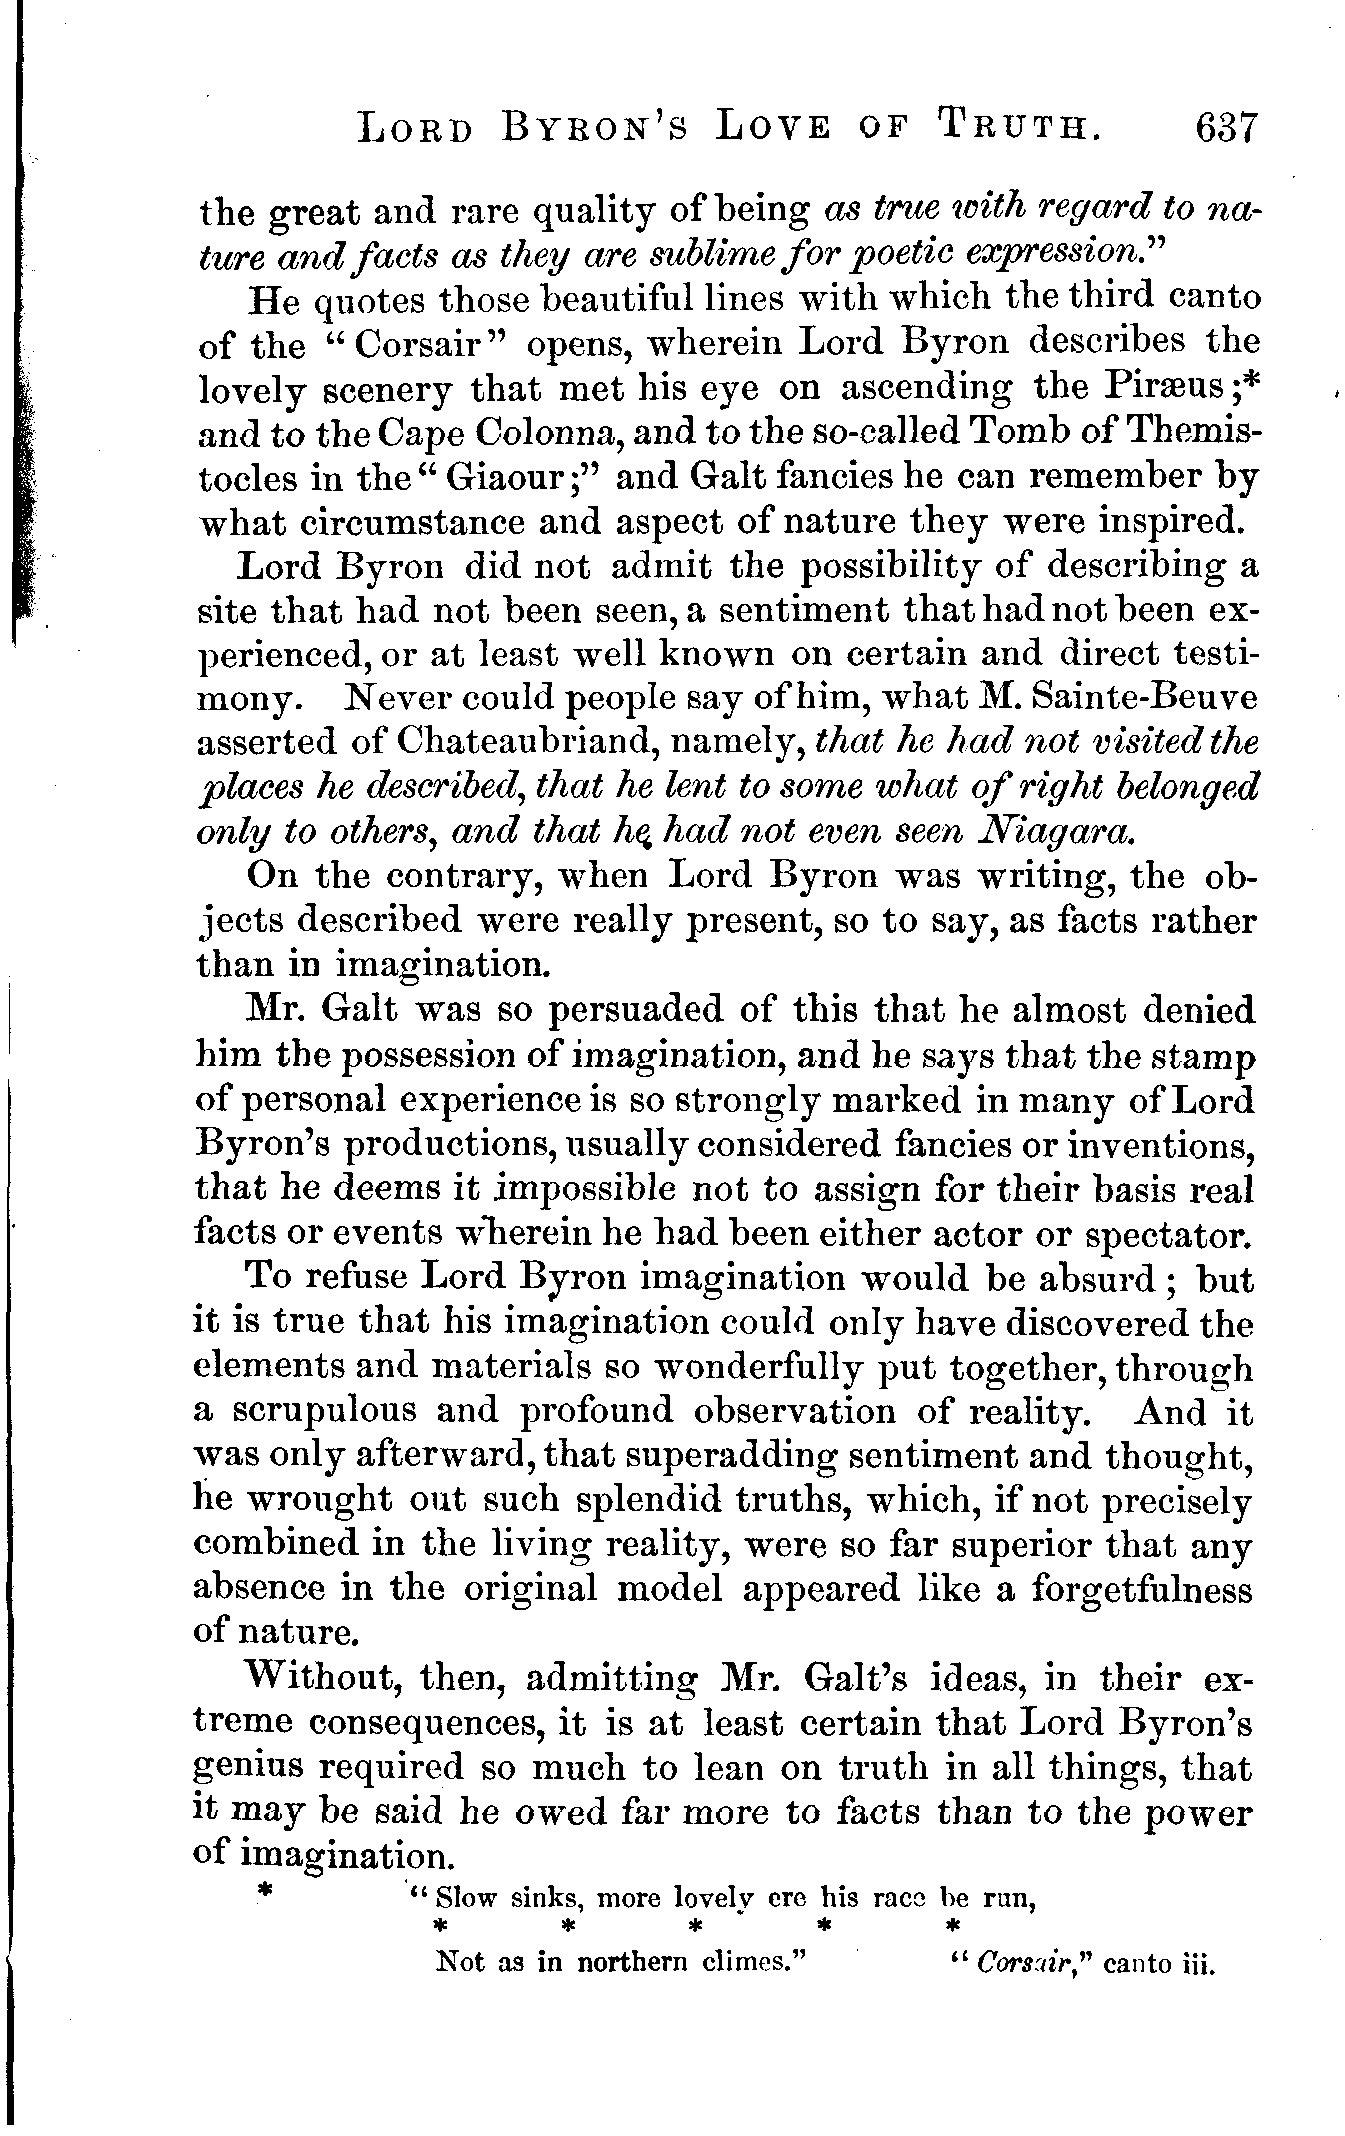 LORD BYRON'S LOVE OF TRUTH. 637
the great and rare quality of being as true with regard to na-
ture and facts as they are sublime for poetic expression."
He quotes those beautiful lines with which the third canto
of the "Corsair" opens, wherein Lord Byron describes the
lovely scenery that met his eye on ascending the Piræus;*
and to the Cape Colonna, and to the so-called Tomb of Themis-
tocles in the "Giaour;" and Galt fancies he can remember by
what circumstance and aspect of nature they were inspired.
Lord Byron did not admit the possibility of describing a
site that had not been seen, a sentiment that had not been ex-
perienced, or at least well known on certain and direct testi-
mony. Never could people say of him, what M. Sainte-Beuve
asserted of Chateaubriand, namely, that he had not visited the
places he described, that he lent to some what of right belonged
only to others, and that he had not even seen Niagara.
On the contrary, when Lord Byron was writing, the ob-
jects described were really present, so to say, as facts rather
than in imagination.
Mr. Galt was so persuaded of this that he almost denied
him the possession of imagination, and he says that the stamp
of personal experience is so strongly marked in many of Lord
Byron's productions, usually considered fancies or inventions,
that he deems it impossible not to assign for their basis real
facts or events wherein he had been either actor or spectator.
To refuse Lord Byron imagination would be absurd; but
it is true that his imagination could only have discovered the
elements and materials so wonderfully put together, through
a scrupulous and profound observation of reality. And it
was only afterward, that superadding sentiment and thought,
he wrought out such splendid truths, which, if not precisely
combined in the living reality, were so far superior that any
absence in the original model appeared like a forgetfulness
of nature.
Without, then, admitting Mr. Galt's ideas, in their ex-
treme consequences, it is at least certain that Lord Byron's
genius required so much to lean on truth in all things, that
it may be said he owed far more to facts than to the power
of imagination.
* "Slow sinks, more lovely ere his race be run,
* * * * *
Not as in northern climes." "Corsair," canto iii.